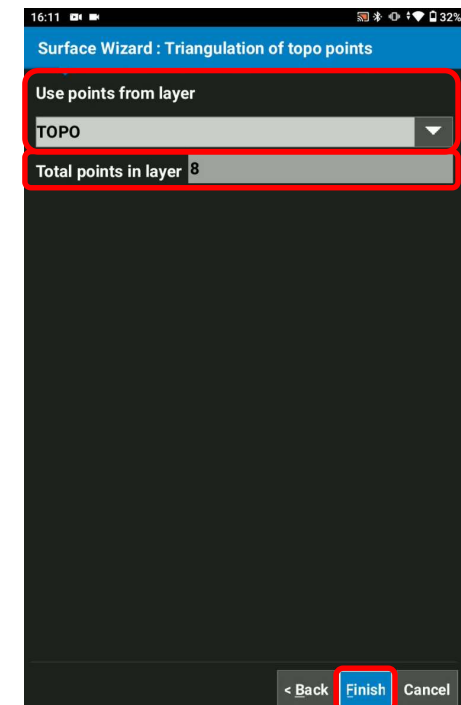 16:11 32%
Surface Wizard : Triangulation of topo points
Use points from layer
TOPO
Total points in layer 8
< Back Finish Cancel